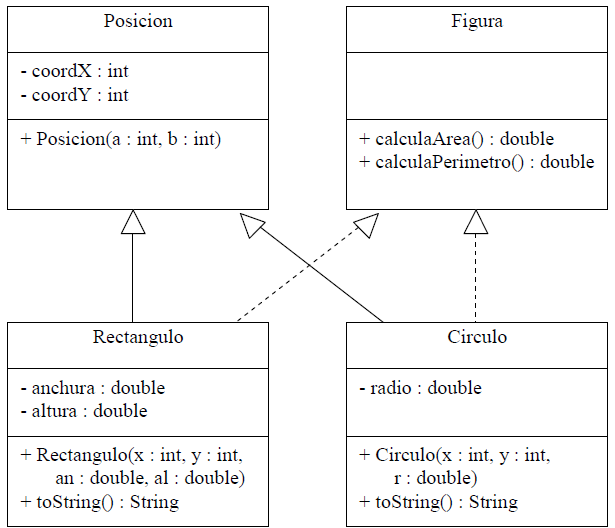 Posicion
- coordX : int
- coordY : int
+ Posicion(a : int, b : int)
Figura
+ calculaArea() : double
+ calculaPerimetro() : double
Rectangulo
- anchura : double
- altura : double
+ Rectangulo(x : int, y : int,
an : double, al : double)
+ toString() : String
Circulo
- radio : double
+ Circulo(x : int, y : int,
r : double)
+ toString() : String